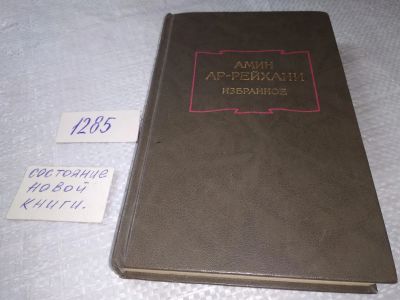 АМИН
АР-РЕЙХАНИ
ИЗБРАННОЕ
1285
состояние
новой
книги.